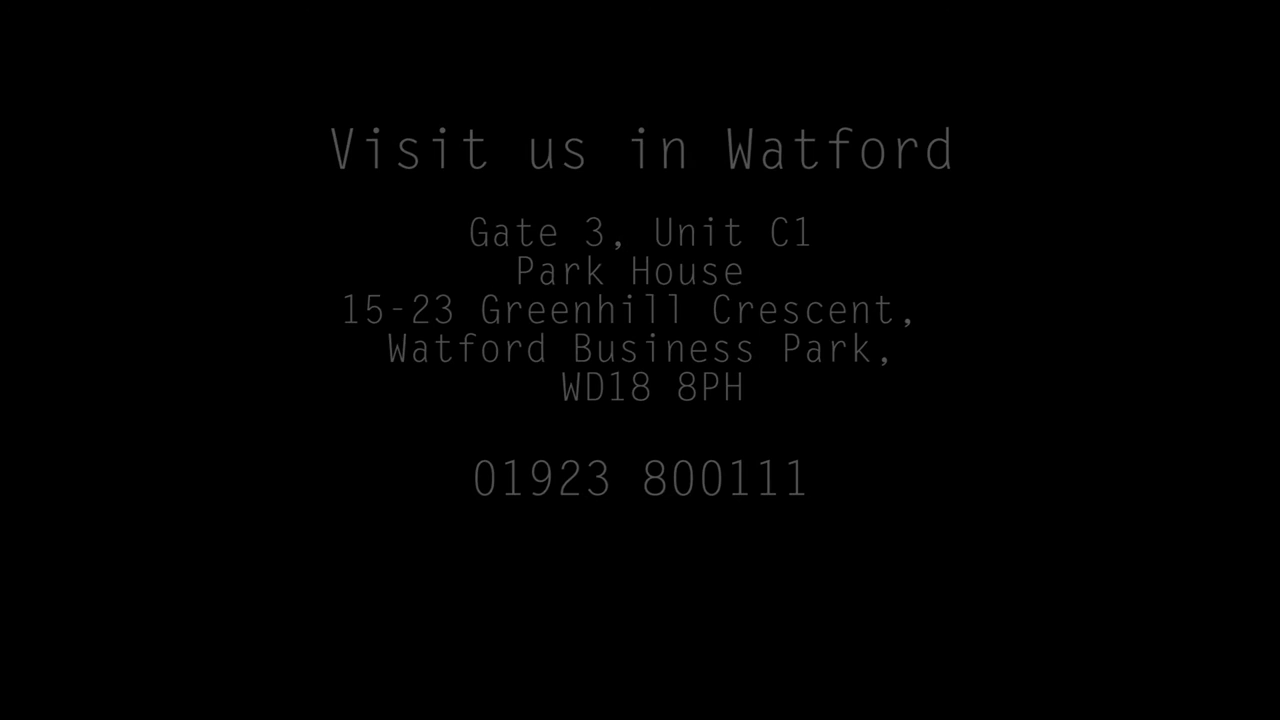 Visit us in Watford
Gate 3, Unit C1
Park House
15-23 Greenhill Crescent,
Watford Business Park,
WD18 8PH
01923 800111